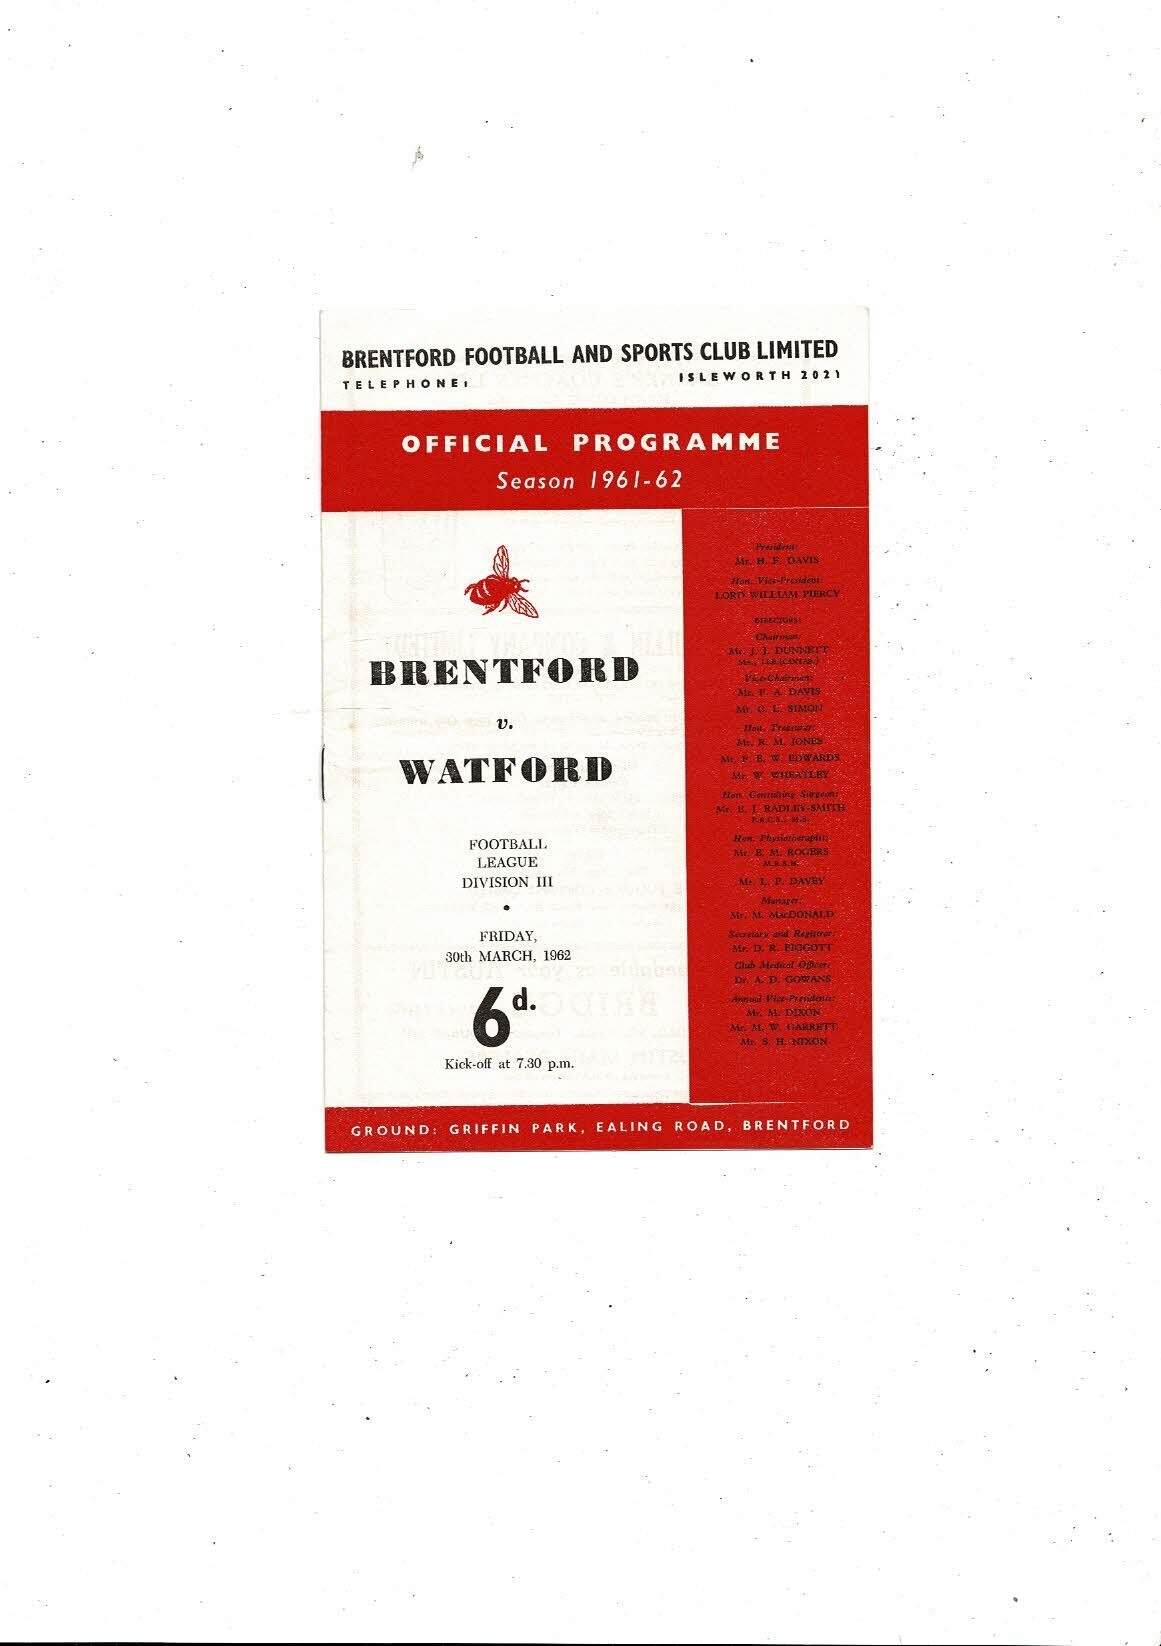 BRENTFORD FOOTBALL AND SPORTS CLUB LIMITED
TELEPHONE: ISLEWORTH 2021
OFFICIAL PROGRAMME
Season 1961-62
BRENTFORD
v.
WATFORD
FOOTBALL
LEAGUE
DIVISION III
FRIDAY,
30th MARCH, 1962
6d.
Kick-off at 7.30 p.m.
President:
Mr. H. F. DAVIS
Hon. Vice-President:
LORD WILLIAM PIERCY
DIRECTORS:
Chairman:
Mr. J. J. DUNNETT
M.A., LL.B.(CANTAB.)
Vice-Chairman:
Mr. F. A. DAVIS
Mr. C. L. SIMON
Hon. Treasurer:
Mr. R. M. JONES
Mr. F. E. W. EDWARDS
Mr. W. WHEATLEY
Hon. Consulting Surgeon:
Mr. E. J. RADLEY-SMITH
F.R.C.S., M.S.
Hon. Physiotherapist:
Mr. E. M. ROGERS
M.R.S.H.
Mr. L. F. DAVEY
Manager:
Mr. M. MacDONALD
Secretary and Registrar:
Mr. D. R. PIGGOTT
Club Medical Officer:
Dr. A. D. GOWANS
Annual Vice-Presidents:
Mr. M. DIXON
Mr. M. W. GARRETT
Mr. S. H. NIXON
GROUND: GRIFFIN PARK, EALING ROAD, BRENTFORD